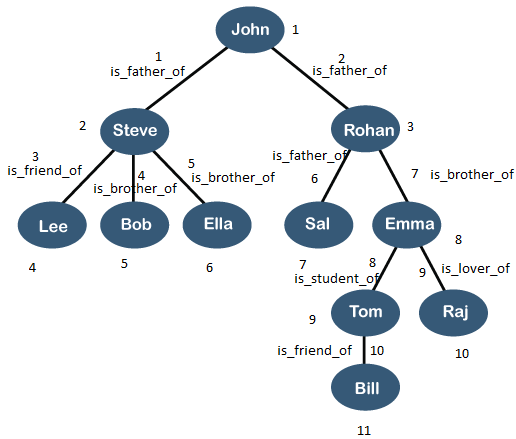 John 1
1
is_father_of
2
is_father_of
2 Steve
Rohan 3
3
is_friend_of
4
is_brother_of
5
is_brother_of
is_father_of
6
7 is_brother_of
Lee
Bob
Ella
Sal
Emma
4
5
6
7
8
8
is_student_of
9 is_lover_of
9 Tom
Raj
is_friend_of 10
10
Bill
11